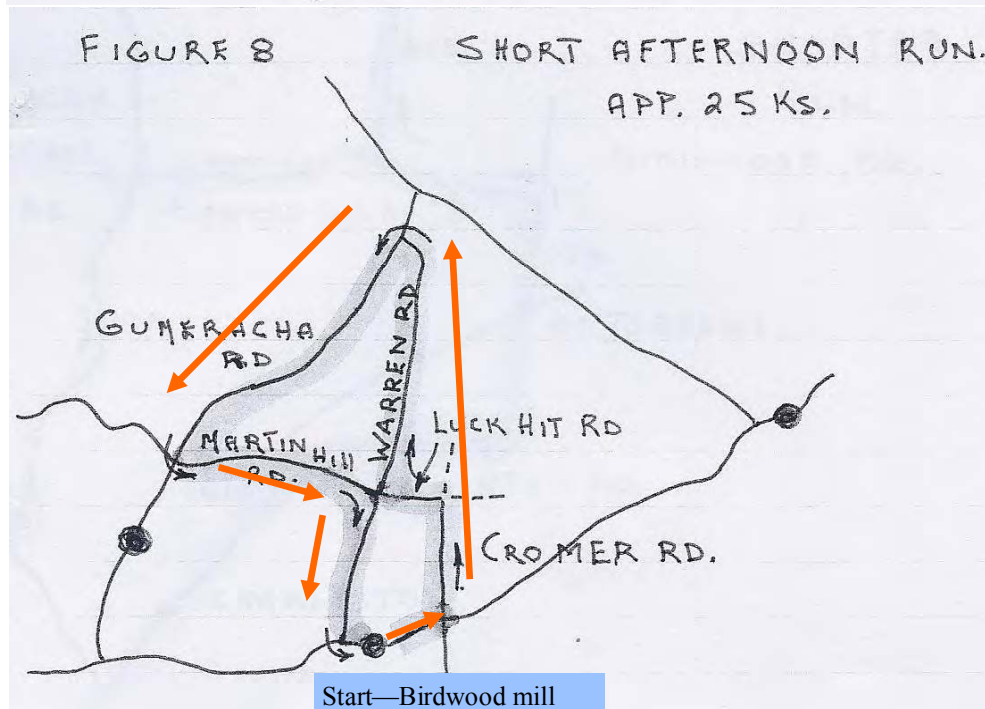 FIGURE 8
SHORT AFTERNOON RUN.
APP. 25 Ks.
GUMERACHA
RD
WARREN RD
MARTIN Hill
RD.
LUCK HIT RD
CROMER RD.
Start—Birdwood mill